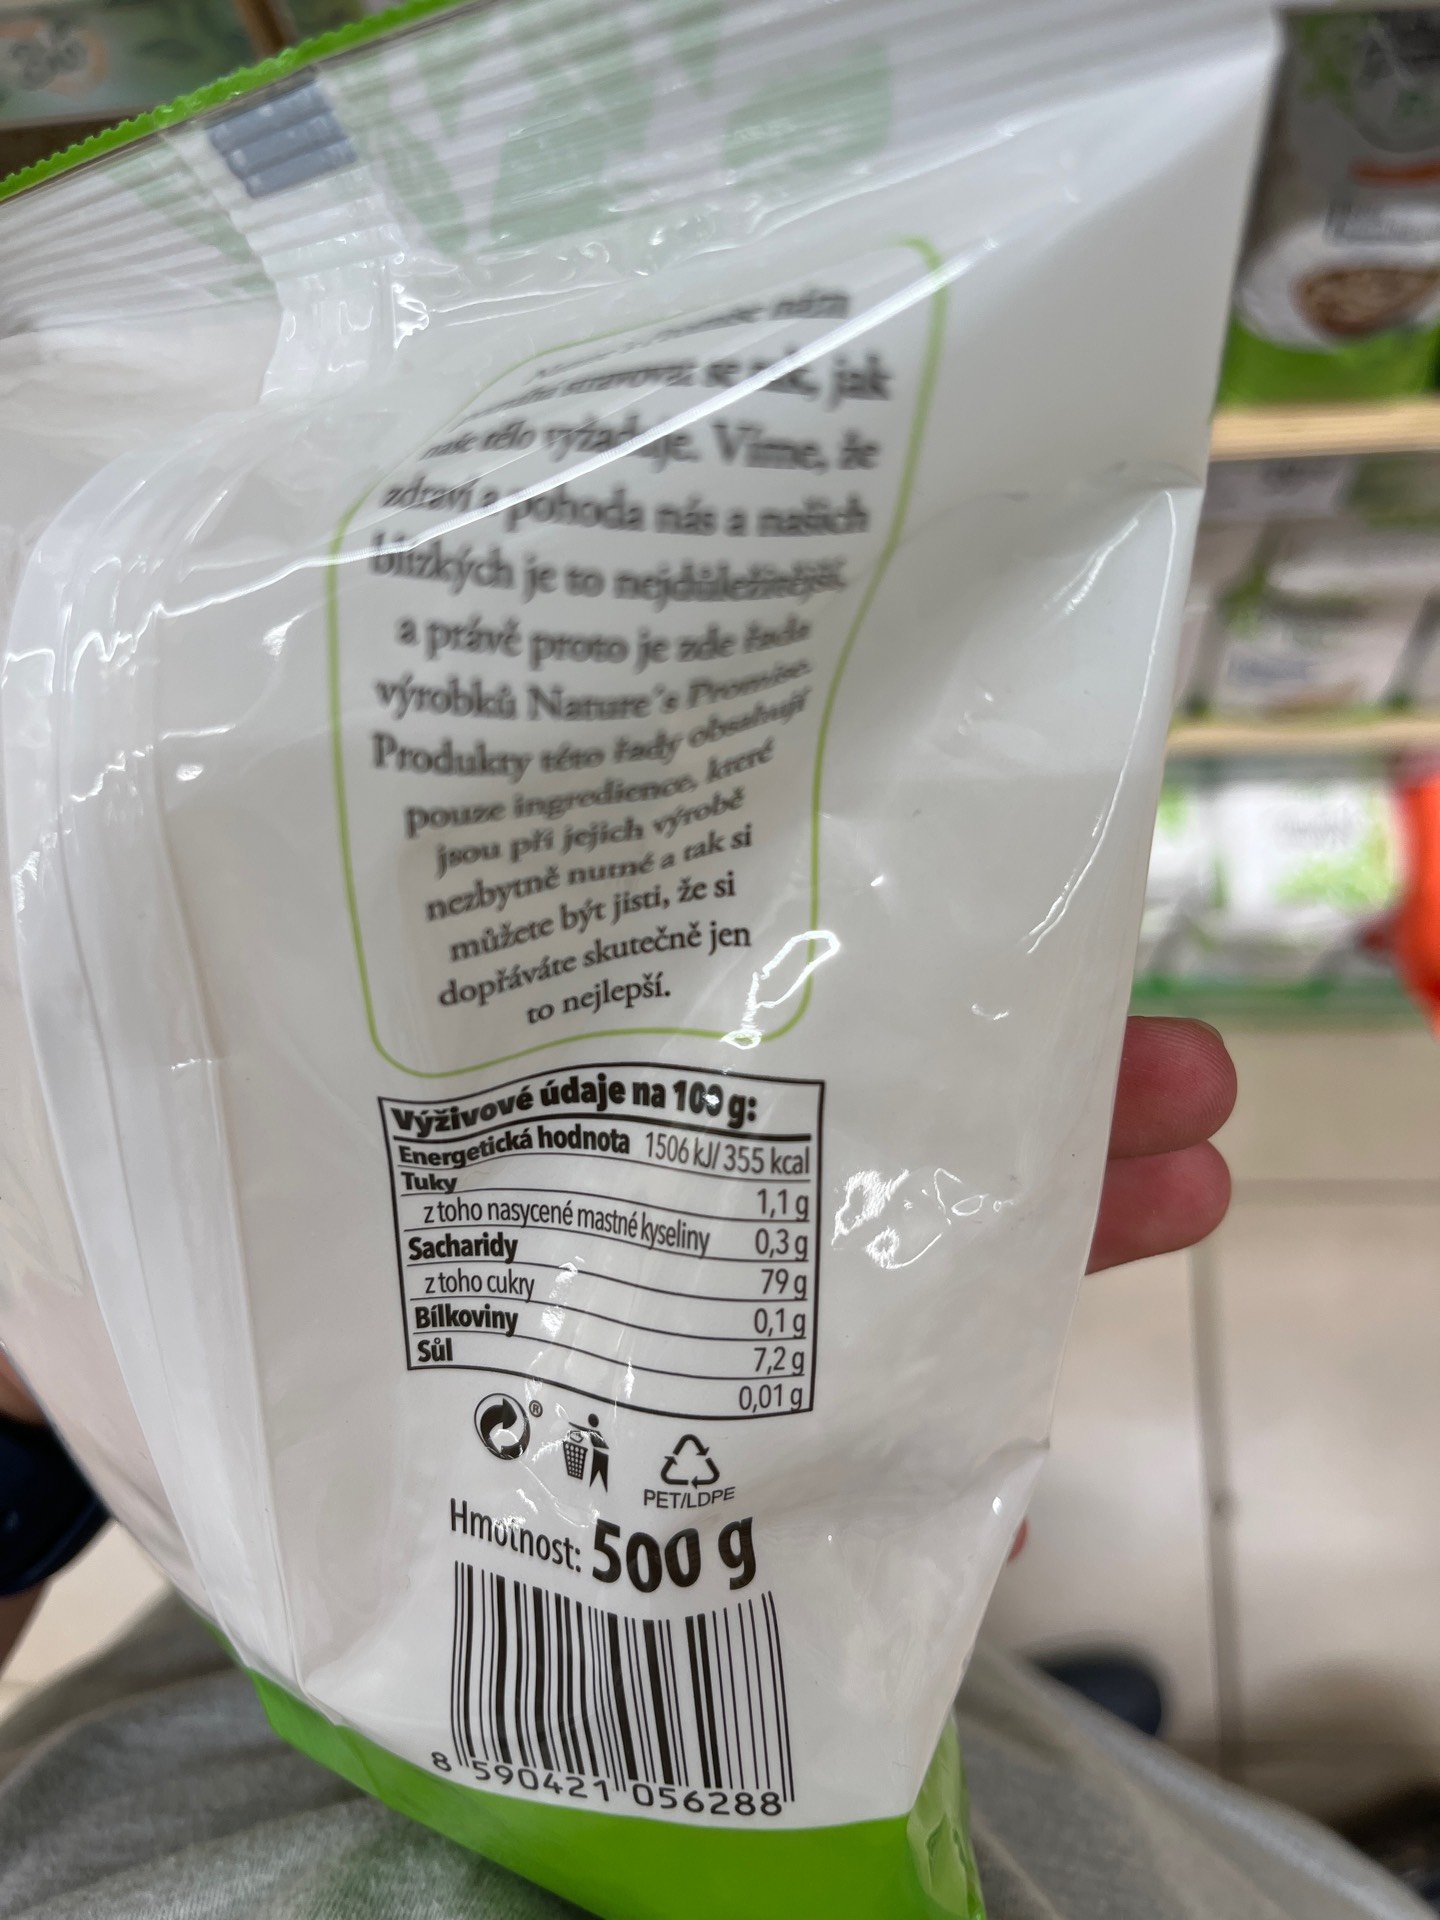 se tak, jak
naše tělo vyžaduje. Víme, že
zdraví a pohoda nás a našich
blízkých je to nejdůležitější,
a právě proto je zde řada
výrobků Nature's Promise.
Produkty této řady obsahují
pouze ingredience, které
jsou při jejich výrobě
nezbytně nutné a tak si
můžete být jisti, že si
dopřáváte skutečně jen
to nejlepší.
Výživové údaje na 100 g:
Energetická hodnota 1506 kJ/ 355 kcal
Tuky 1,1 g
z toho nasycené mastné kyseliny 0,3 g
Sacharidy 79 g
z toho cukry 0,1 g
Bílkoviny 7,2 g
Sůl 0,01 g
®
PET/LDPE
Hmotnost: 500 g
8 590421 056288